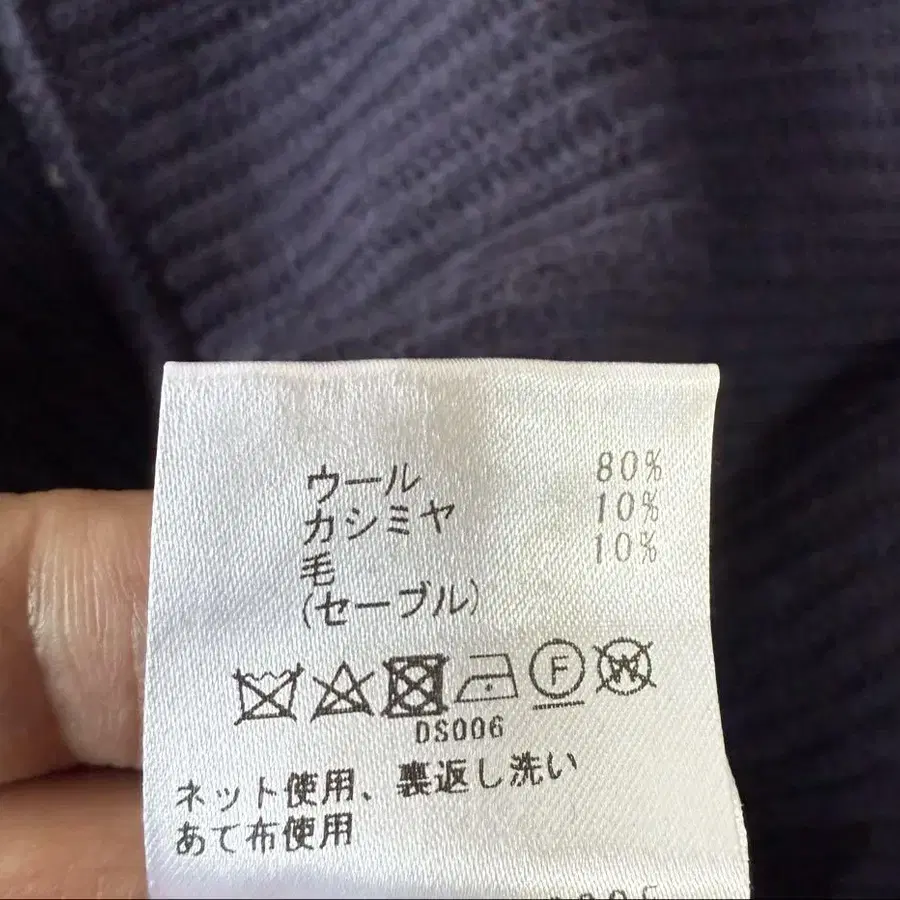 ウール 80%
カシミヤ 10%
毛 10%
(セーブル)
F W
DS006
ネット使用、裏返し洗い
あて布使用